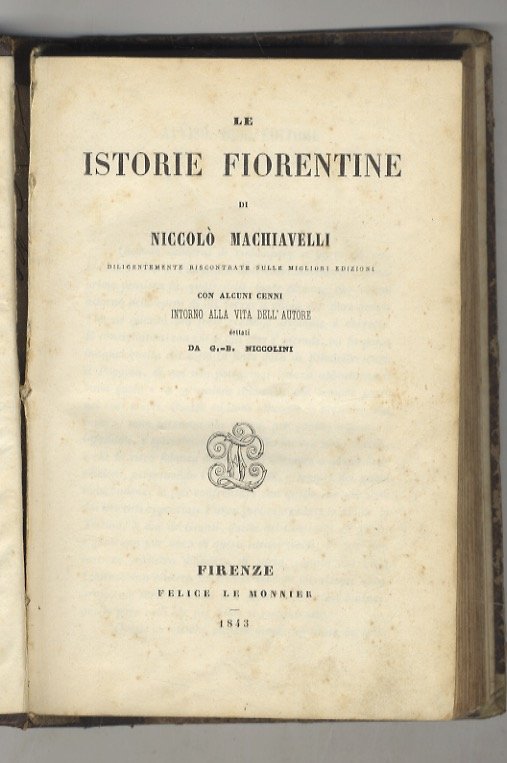 LE
ISTORIE FIORENTINE
DI
NICCOLÒ MACHIAVELLI
DILIGENTEMENTE RISCONTRATE SULLE MIGLIORI EDIZIONI
CON ALCUNI CENNI
INTORNO ALLA VITA DELL' AUTORE
dettati
DA G.-B. NICCOLINI
FIRENZE
FELICE LE MONNIER
1843